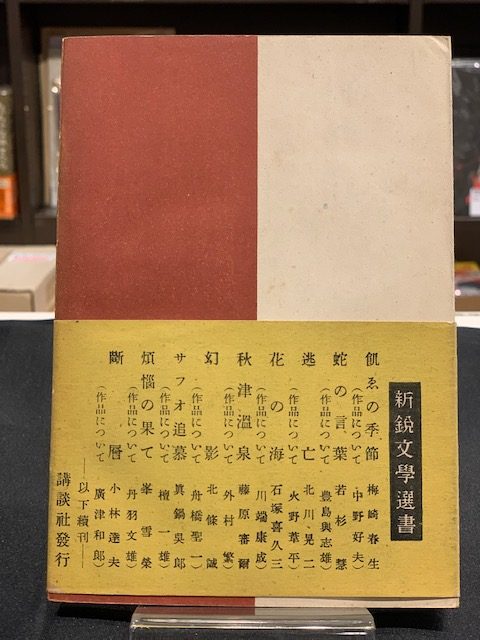 新鋭文學選書
飢ゑの季節 梅崎春生
(作品について) 中野好夫)
蛇の言葉 若杉慧
(作品について) 豊島與志雄)
逃亡 北川晃二
(作品について) 火野葦平)
花の海 石塚喜久三
(作品について) 川端康成)
秋津溫泉 藤原審爾
(作品について) 外村繁)
幻影 北條誠
(作品について) 舟橋聖一)
サフオ追慕 眞鍋吳郎
(作品について) 檀一雄)
煩惱の果て 峯雪榮
(作品について) 丹羽文雄)
斷層 小林達夫
(作品について) 廣津和郎)
——以下續刊——
講談社發行